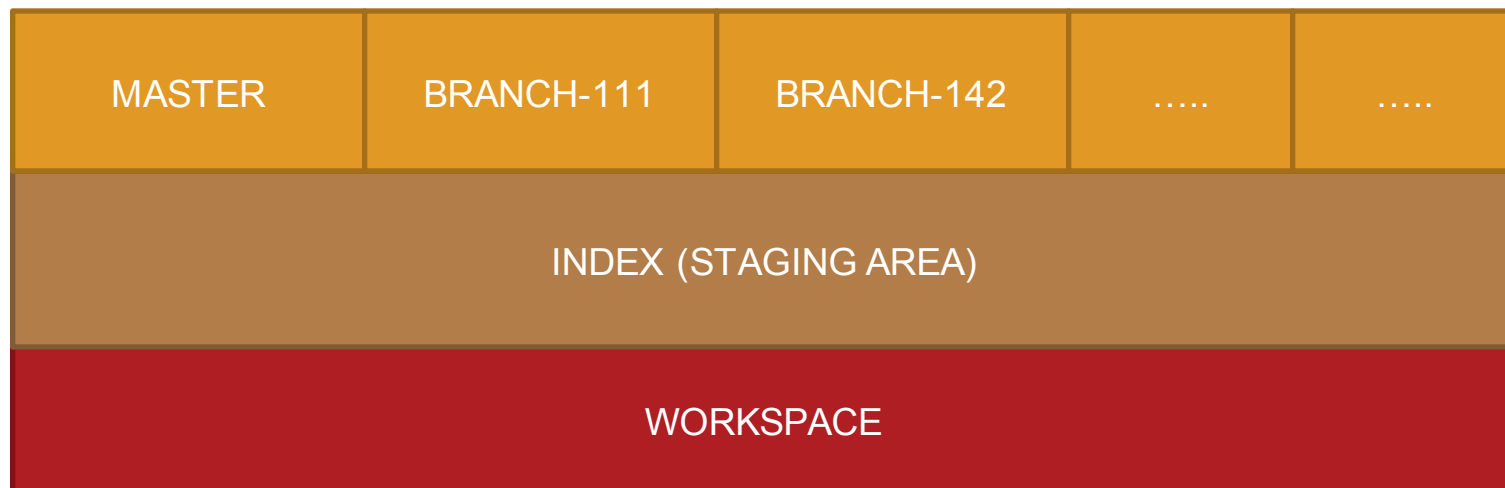 MASTER
BRANCH-111
BRANCH-142
…..
…..
INDEX (STAGING AREA)
WORKSPACE